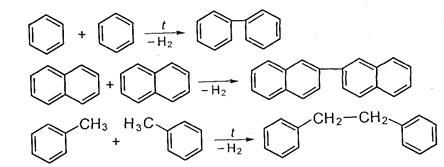 + t
–H₂
+ –H₂
CH₃ + H₃C t
–H₂ CH₂–CH₂